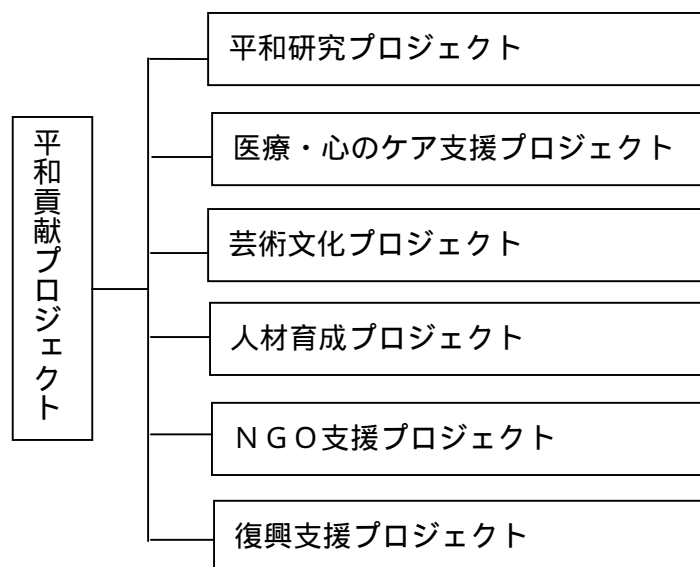 平和貢献プロジェクト
平和研究プロジェクト
医療・心のケア支援プロジェクト
芸術文化プロジェクト
人材育成プロジェクト
ＮＧＯ支援プロジェクト
復興支援プロジェクト